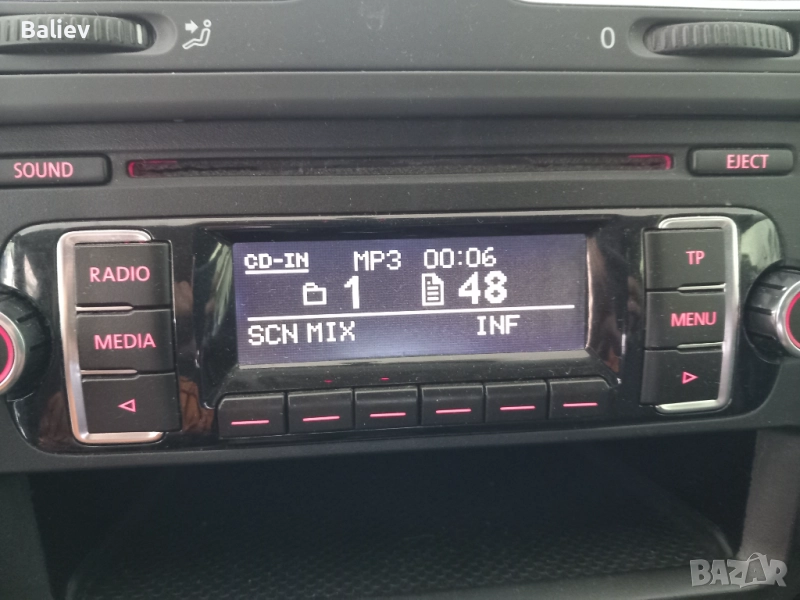 Baliev
0
SOUND
EJECT
RADIO
CD-IN MP3 00:06
TP
1 48
MEDIA
SCN MIX INF
MENU
BAZAR